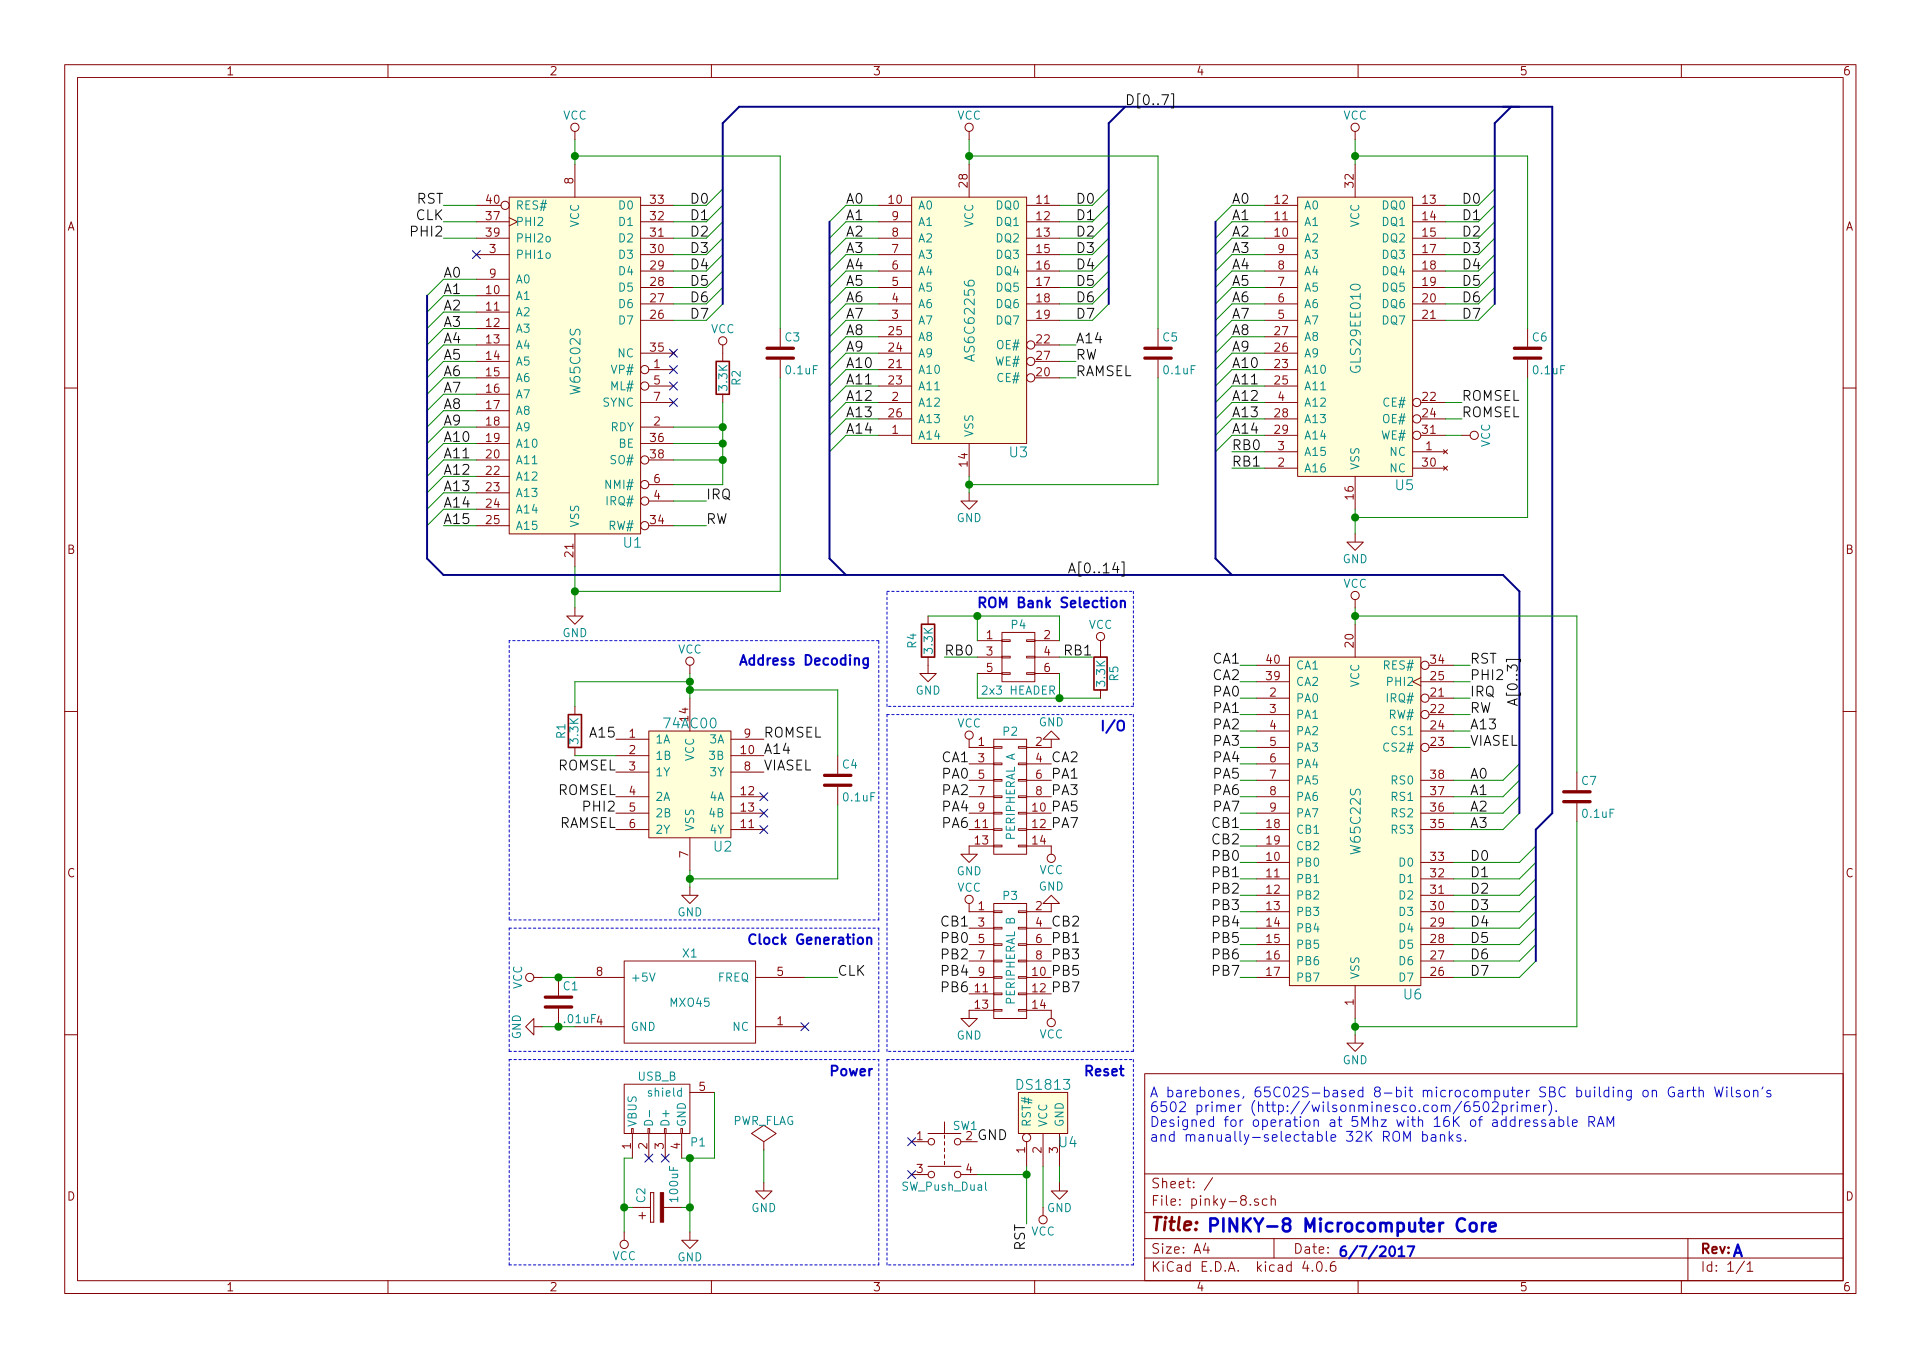 1 2 3 4 5 6
A
B
C
D
D[0..7]
VCC
8
VCC
RST 40 RES# D0 33 D0
CLK 37 PHI2 D1 32 D1
PHI2 39 PHI2o D2 31 D2
3 PHI1o D3 30 D3
D4 29 D4
A0 9 A0 D5 28 D5
A1 10 A1 D6 27 D6
A2 11 A2 D7 26 D7
A3 12 A3
A4 13 A4 NC 35
A5 14 A5 VP# 1
A6 15 A6 ML# 5
A7 16 A7 SYNC 7
A8 17 A8
A9 18 A9 RDY 2
A10 19 A10 BE 36
A11 20 A11 SO# 38
A12 22 A12 NMI# 6
A13 23 A13 IRQ# 4 IRQ
A14 24 A14
A15 25 A15 RW# 34 RW
W65C02S
VSS
21
U1
GND
VCC
3.3K R2
C3
0.1uF
VCC
28
VCC
A0 10 A0 DQ0 11 D0
A1 9 A1 DQ1 12 D1
A2 8 A2 DQ2 13 D2
A3 7 A3 DQ3 15 D3
A4 6 A4 DQ4 16 D4
A5 5 A5 DQ5 17 D5
A6 4 A6 DQ6 18 D6
A7 3 A7 DQ7 19 D7
A8 25 A8 OE# 22 A14
A9 24 A9 WE# 27 RW
A10 21 A10 CE# 20 RAMSEL
A11 23 A11
A12 2 A12
A13 26 A13
A14 1 A14
AS6C62256
VSS
14
U3
GND
C5
0.1uF
VCC
32
VCC
A0 12 A0 DQ0 13 D0
A1 11 A1 DQ1 14 D1
A2 10 A2 DQ2 15 D2
A3 9 A3 DQ3 17 D3
A4 8 A4 DQ4 18 D4
A5 7 A5 DQ5 19 D5
A6 6 A6 DQ6 20 D6
A7 5 A7 DQ7 21 D7
A8 27 A8
A9 26 A9
A10 23 A10
A11 25 A11
A12 4 A12 CE# 22 ROMSEL
A13 28 A13 OE# 24 ROMSEL
A14 29 A14 WE# 31 VCC
RB0 3 A15 NC 1
RB1 2 A16 NC 30
GLS29EE010
VSS
16
U5
GND
C6
0.1uF
A[0..14]
Address Decoding
VCC
14
74AC00
R1 3.3K
A15 1 1A 3A 9 ROMSEL
2 1B 3B 10 A14
ROMSEL 3 1Y 3Y 8 VIASEL
ROMSEL 4 2A 4A 12
PHI2 5 2B 4B 13
RAMSEL 6 2Y 4Y 11
VCC
VSS
U2
7
GND
C4
0.1uF
ROM Bank Selection
P4
R4 3.3K
GND
1 2
RB0 3 4 RB1
5 6
2x3 HEADER
VCC
3.3K R5
I/O
VCC P2 GND
1 2
CA1 3 4 CA2
PA0 5 6 PA1
PA2 7 8 PA3
PA4 9 10 PA5
PA6 11 12 PA7
13 14
PERIPHERAL A
GND VCC
VCC P3 GND
1 2
CB1 3 4 CB2
PB0 5 6 PB1
PB2 7 8 PB3
PB4 9 10 PB5
PB6 11 12 PB7
13 14
PERIPHERAL B
GND VCC
VCC
20
VCC
CA1 40 CA1 RES# 34 RST
CA2 39 CA2 PHI2 25 PHI2
PA0 2 PA0 IRQ# 21 IRQ
PA1 3 PA1 RW# 22 RW
PA2 4 PA2 CS1 24 A13
PA3 5 PA3 CS2# 23 VIASEL
PA4 6 PA4
PA5 7 PA5 RS0 38 A0
PA6 8 PA6 RS1 37 A1
PA7 9 PA7 RS2 36 A2
CB1 18 CB1 RS3 35 A3
CB2 19 CB2
PB0 10 PB0 D0 33 D0
PB1 11 PB1 D1 32 D1
PB2 12 PB2 D2 31 D2
PB3 13 PB3 D3 30 D3
PB4 14 PB4 D4 29 D4
PB5 15 PB5 D5 28 D5
PB6 16 PB6 D6 27 D6
PB7 17 PB7 D7 26 D7
W65C22S
VSS
1
U6
GND
A[0..3]
C7
0.1uF
Clock Generation
X1
VCC 8 +5V FREQ 5 CLK
C1
MXO45
GND .01uF 4 GND NC 1
Power
USB_B
shield 5
VBUS D- D+ GND
1 2 3 4
P1
C2 + 100uF
VCC GND
PWR_FLAG
GND
Reset
DS1813
RST# VCC GND
1 2 3
U4
SW1
1 2 GND
3 4
SW_Push_Dual
RST
VCC
GND
A barebones, 65C02S-based 8-bit microcomputer SBC building on Garth Wilson's
6502 primer (http://wilsonminesco.com/6502primer).
Designed for operation at 5Mhz with 16K of addressable RAM
and manually-selectable 32K ROM banks.
Sheet: /
File: pinky-8.sch
Title: PINKY-8 Microcomputer Core
Size: A4 Date: 6/7/2017 Rev: A
KiCad E.D.A. kicad 4.0.6 Id: 1/1
A
B
C
D
1 2 3 4 5 6